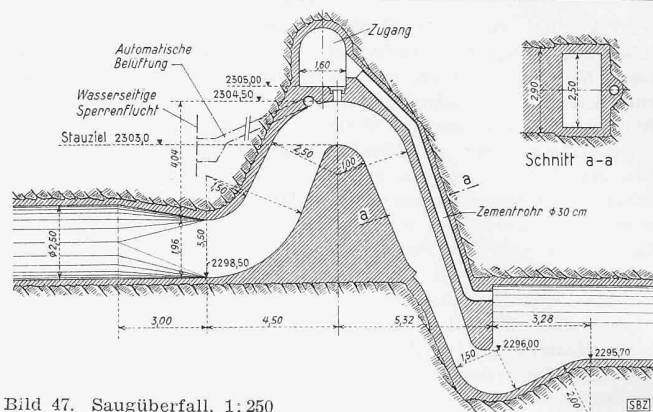 Zugang
Automatische
Belüftung
Wasserseitige
Sperrenflucht
1,60
2305,00
2304,50
Stauziel 2303,0
4,04
2,50
1,00
1,50
a
a
Zementrohr ϕ 30 cm
2,90
2,50
Schnitt a-a
ϕ 2,50
1,96
3,50
2298,50
3,00
4,50
5,32
3,28
2296,00
2295,70
1,50
2,00
Bild 47. Saugüberfall, 1:250
SBZ